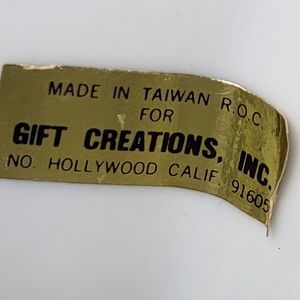 MADE IN TAIWAN R.O.C.
FOR
GIFT CREATIONS, INC.
NO. HOLLYWOOD CALIF. 91605